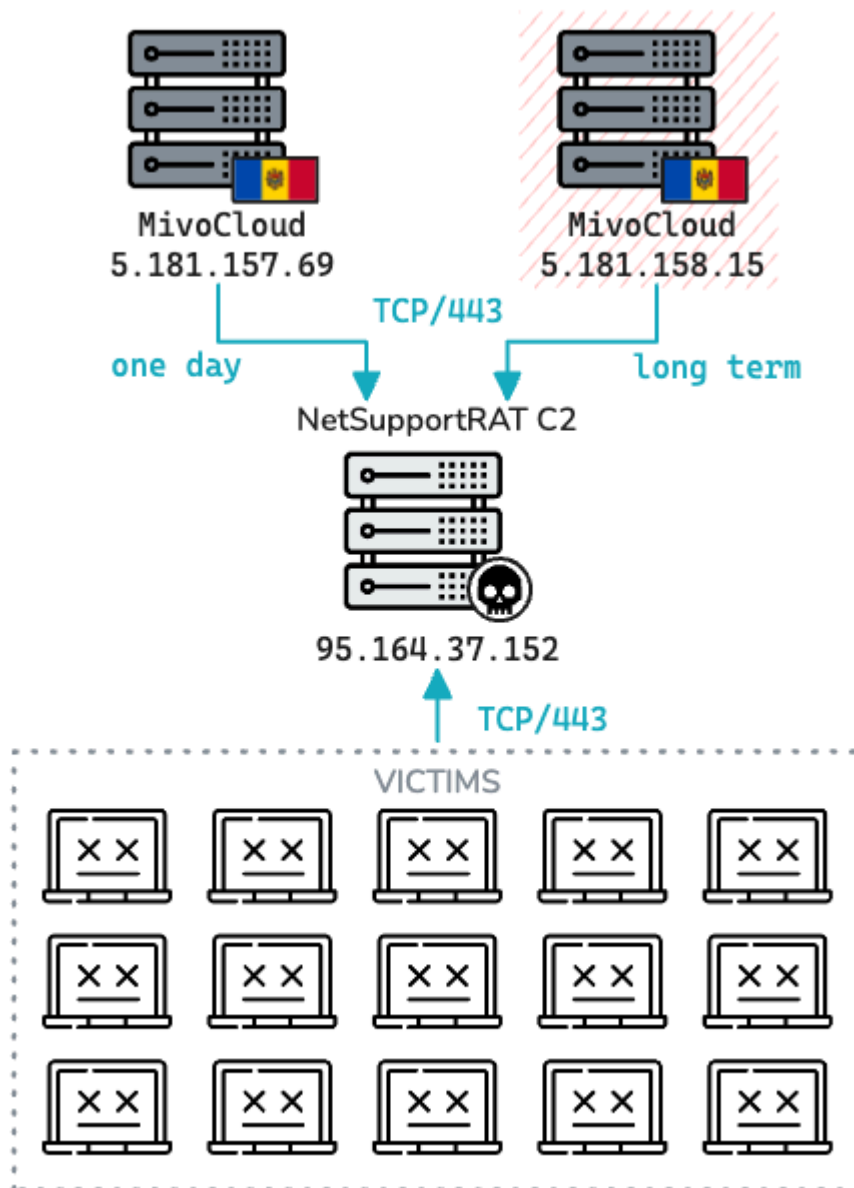 MivoCloud
5.181.157.69
MivoCloud
5.181.158.15
TCP/443
one day
long term
NetSupportRAT C2
95.164.37.152
TCP/443
VICTIMS